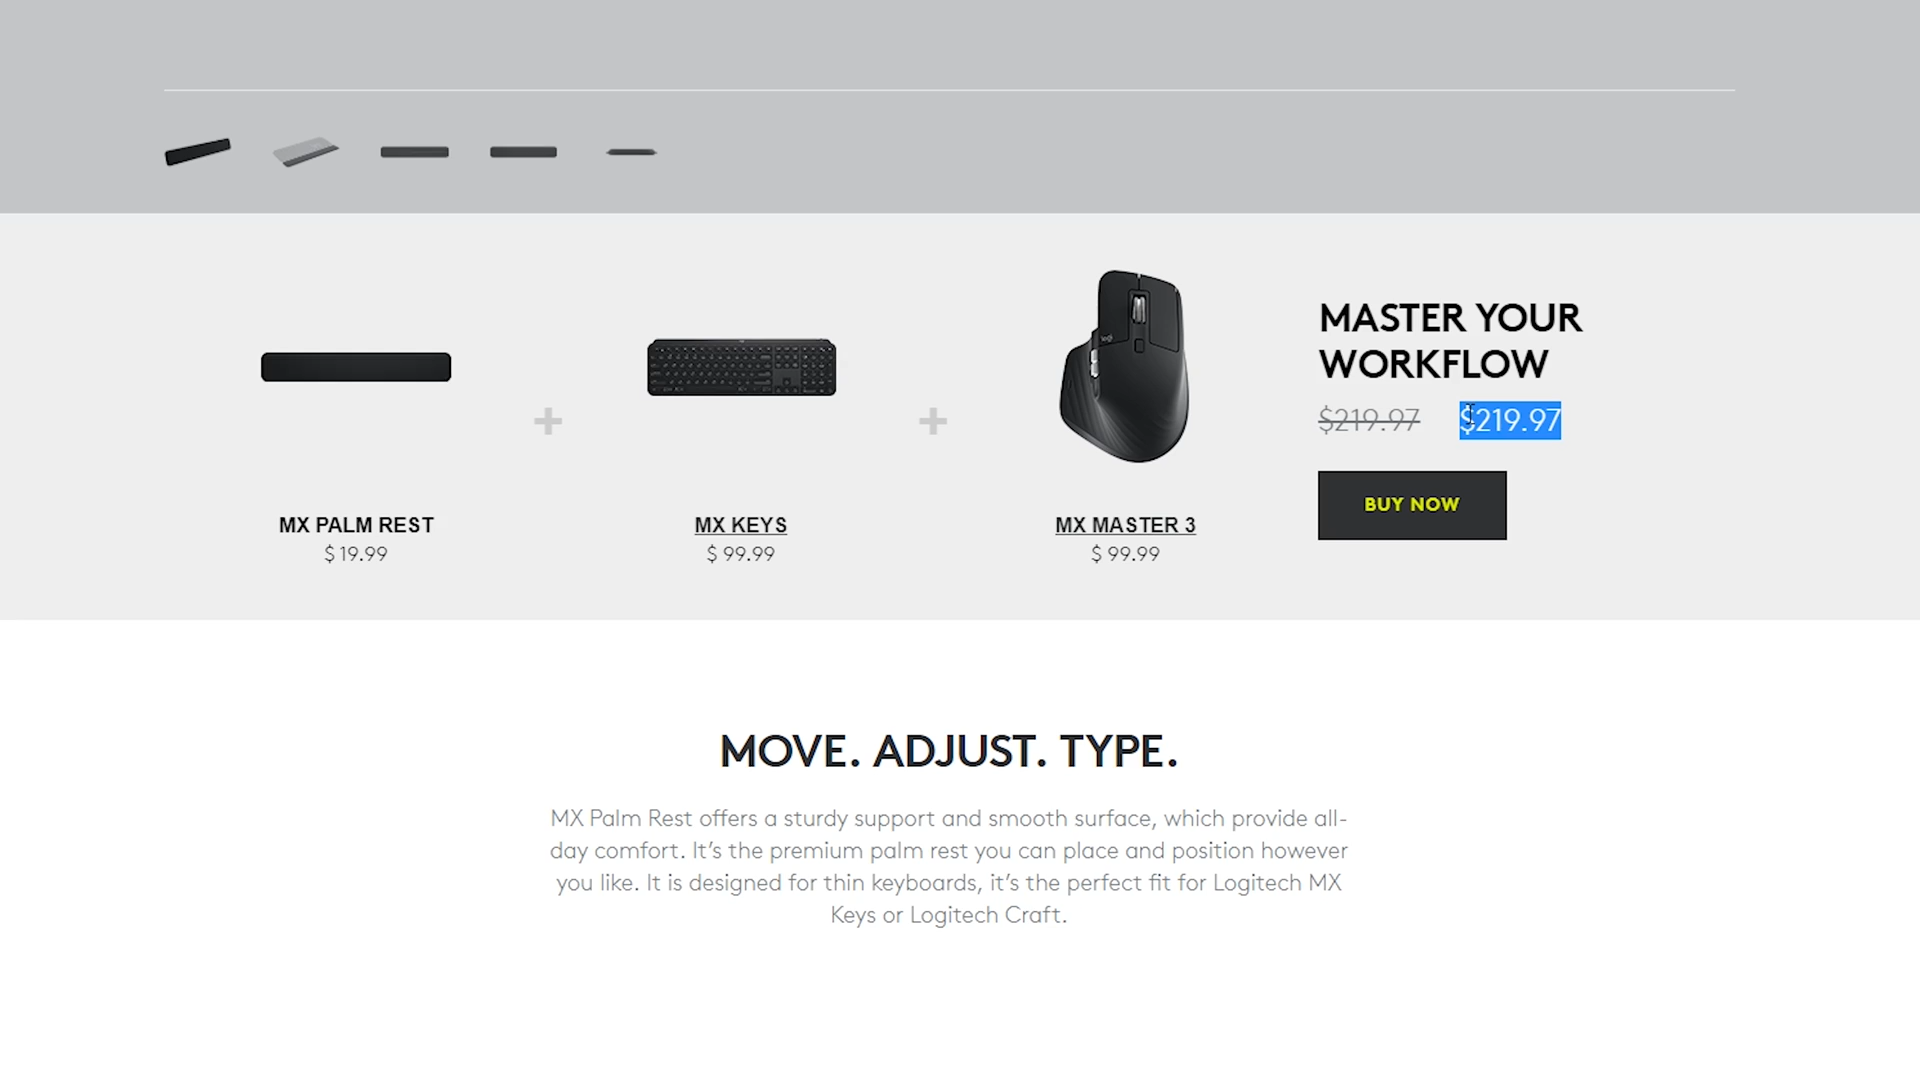 MASTER YOUR
WORKFLOW
$219.97 $219.97
BUY NOW
MX PALM REST
$ 19.99
MX KEYS
$ 99.99
MX MASTER 3
$ 99.99
MOVE. ADJUST. TYPE.
MX Palm Rest offers a sturdy support and smooth surface, which provide all-
day comfort. It’s the premium palm rest you can place and position however
you like. It is designed for thin keyboards, it’s the perfect fit for Logitech MX
Keys or Logitech Craft.